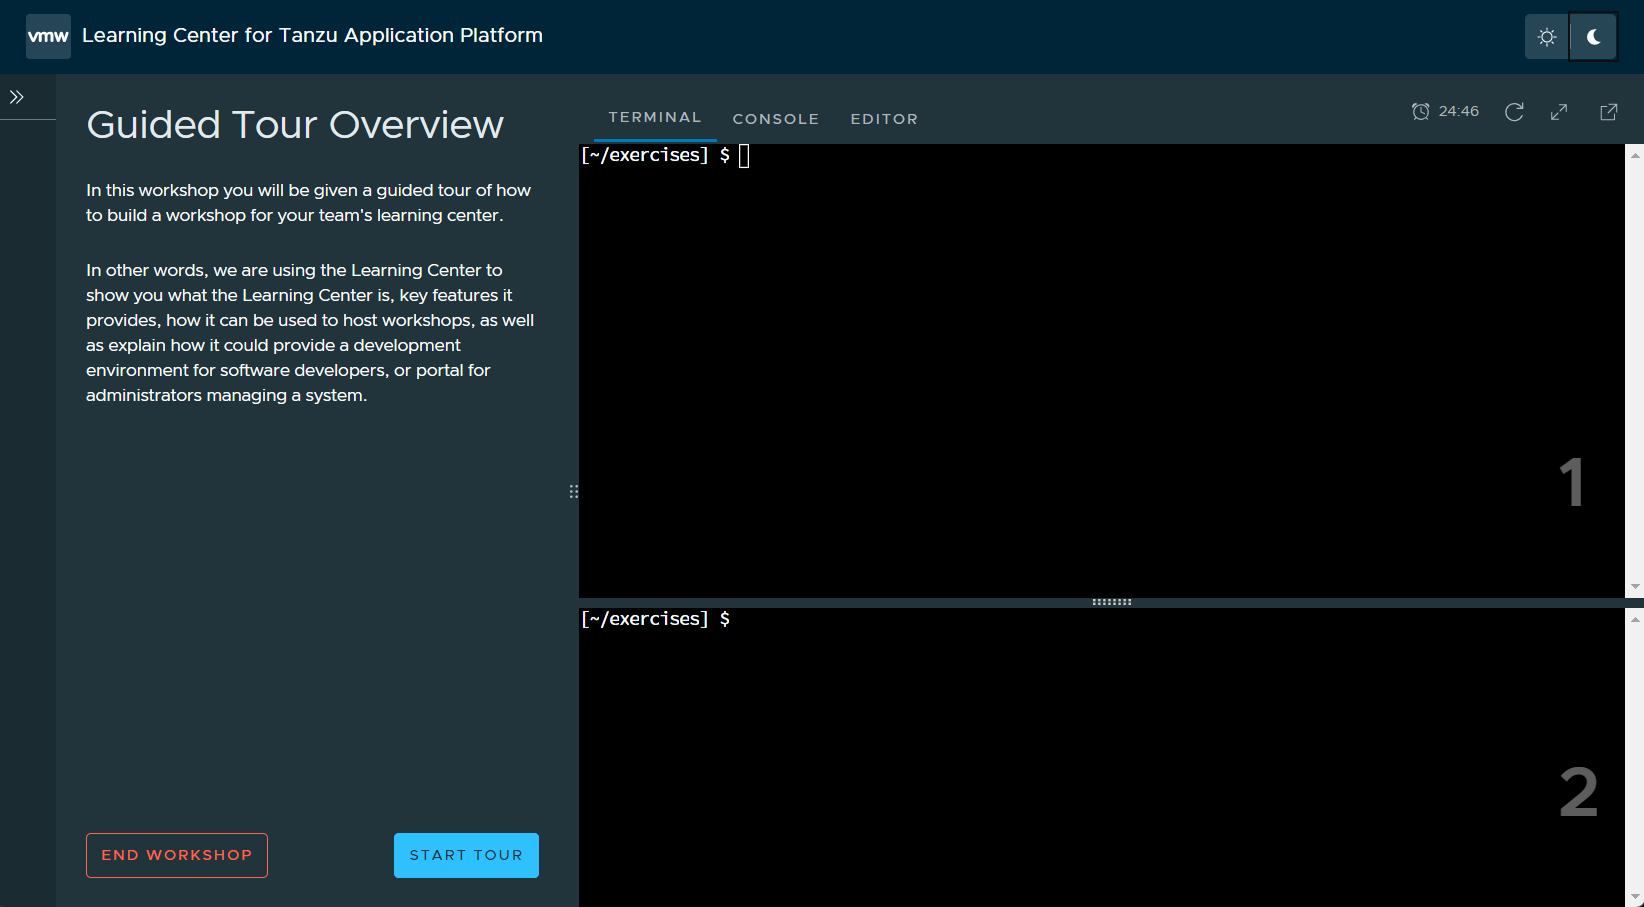 vmw Learning Center for Tanzu Application Platform
Guided Tour Overview
In this workshop you will be given a guided tour of how
to build a workshop for your team's learning center.
In other words, we are using the Learning Center to
show you what the Learning Center is, key features it
provides, how it can be used to host workshops, as well
as explain how it could provide a development
environment for software developers, or portal for
administrators managing a system.
END WORKSHOP
START TOUR
TERMINAL
CONSOLE
EDITOR
24:46
[~/exercises] $
1
[~/exercises] $
2